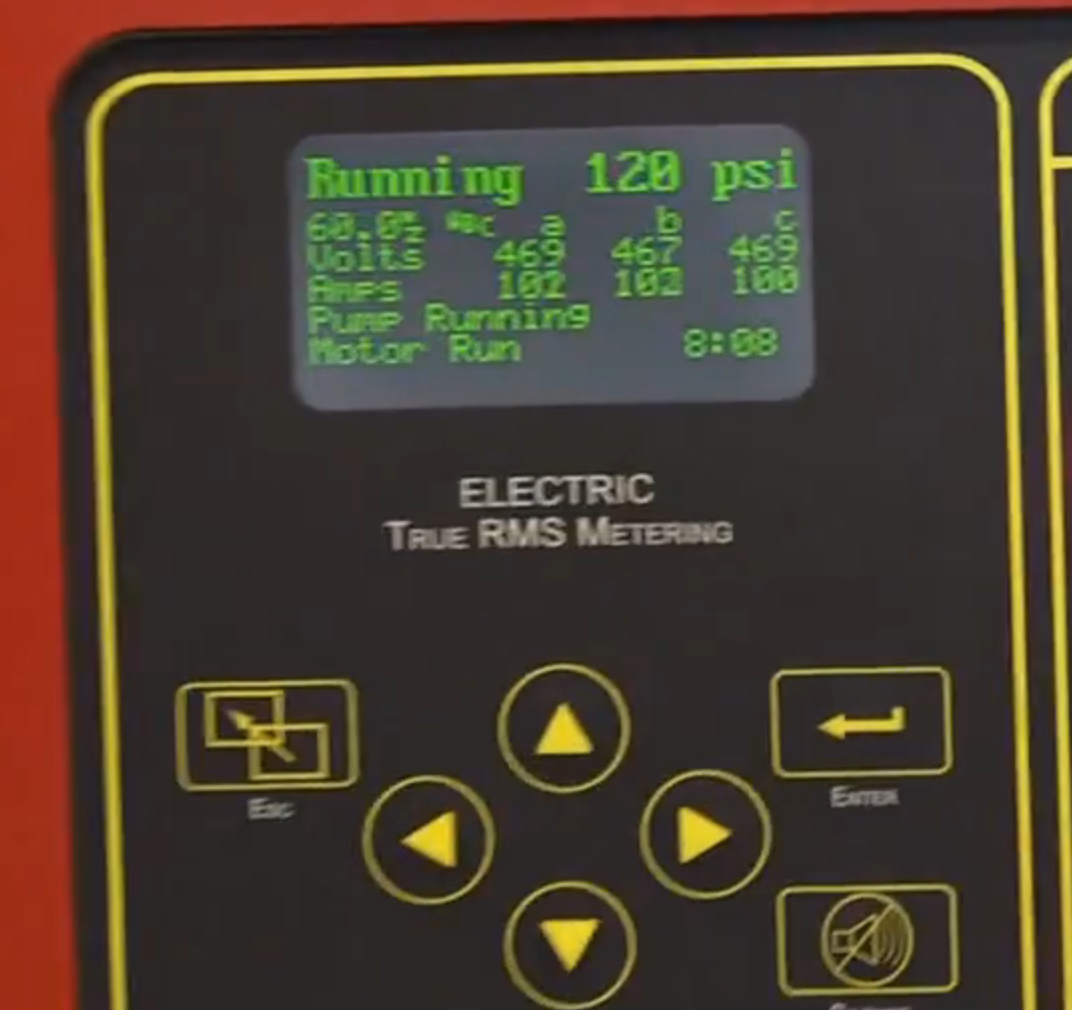 Running 120 psi
60.0Hz a b c
Volts 469 467 469
Amps 102 102 100
Pump Running
Motor Run 8:08
ELECTRIC
TRUE RMS METERING
ESC
ENTER